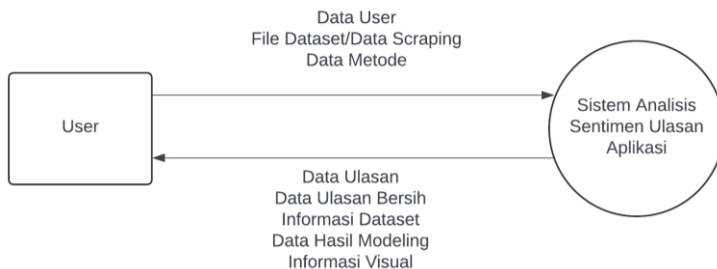 Data User
File Dataset/Data Scraping
Data Metode
User
Sistem Analisis
Sentimen Ulasan
Aplikasi
Data Ulasan
Data Ulasan Bersih
Informasi Dataset
Data Hasil Modeling
Informasi Visual